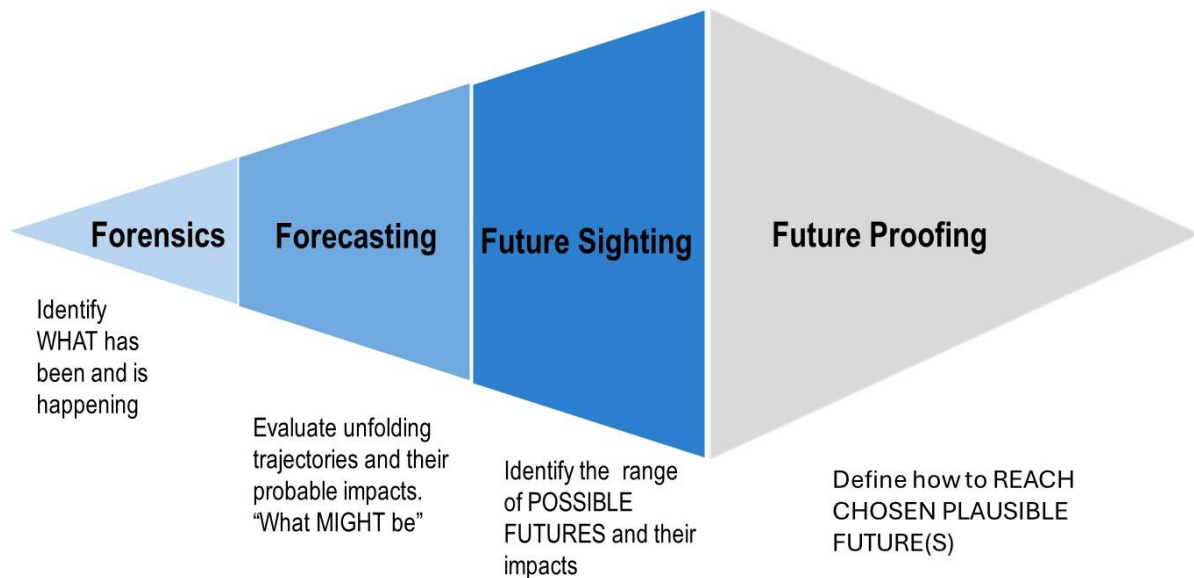 Forensics
Forecasting
Future Sighting
Future Proofing
Identify
WHAT has
been and is
happening
Evaluate unfolding
trajectories and their
probable impacts.
“What MIGHT be”
Identify the range
of POSSIBLE
FUTURES and their
impacts
Define how to REACH
CHOSEN PLAUSIBLE
FUTURE(S)